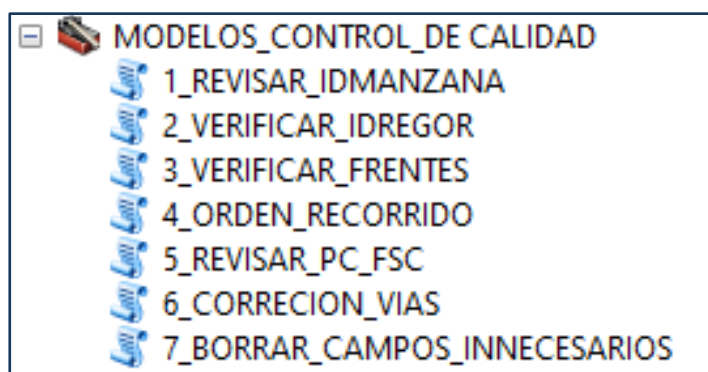 MODELOS_CONTROL_DE CALIDAD
1_REVISAR_IDMANZANA
2_VERIFICAR_IDREGOR
3_VERIFICAR_FRENTES
4_ORDEN_RECORRIDO
5_REVISAR_PC_FSC
6_CORRECION_VIAS
7_BORRAR_CAMPOS_INNECESARIOS